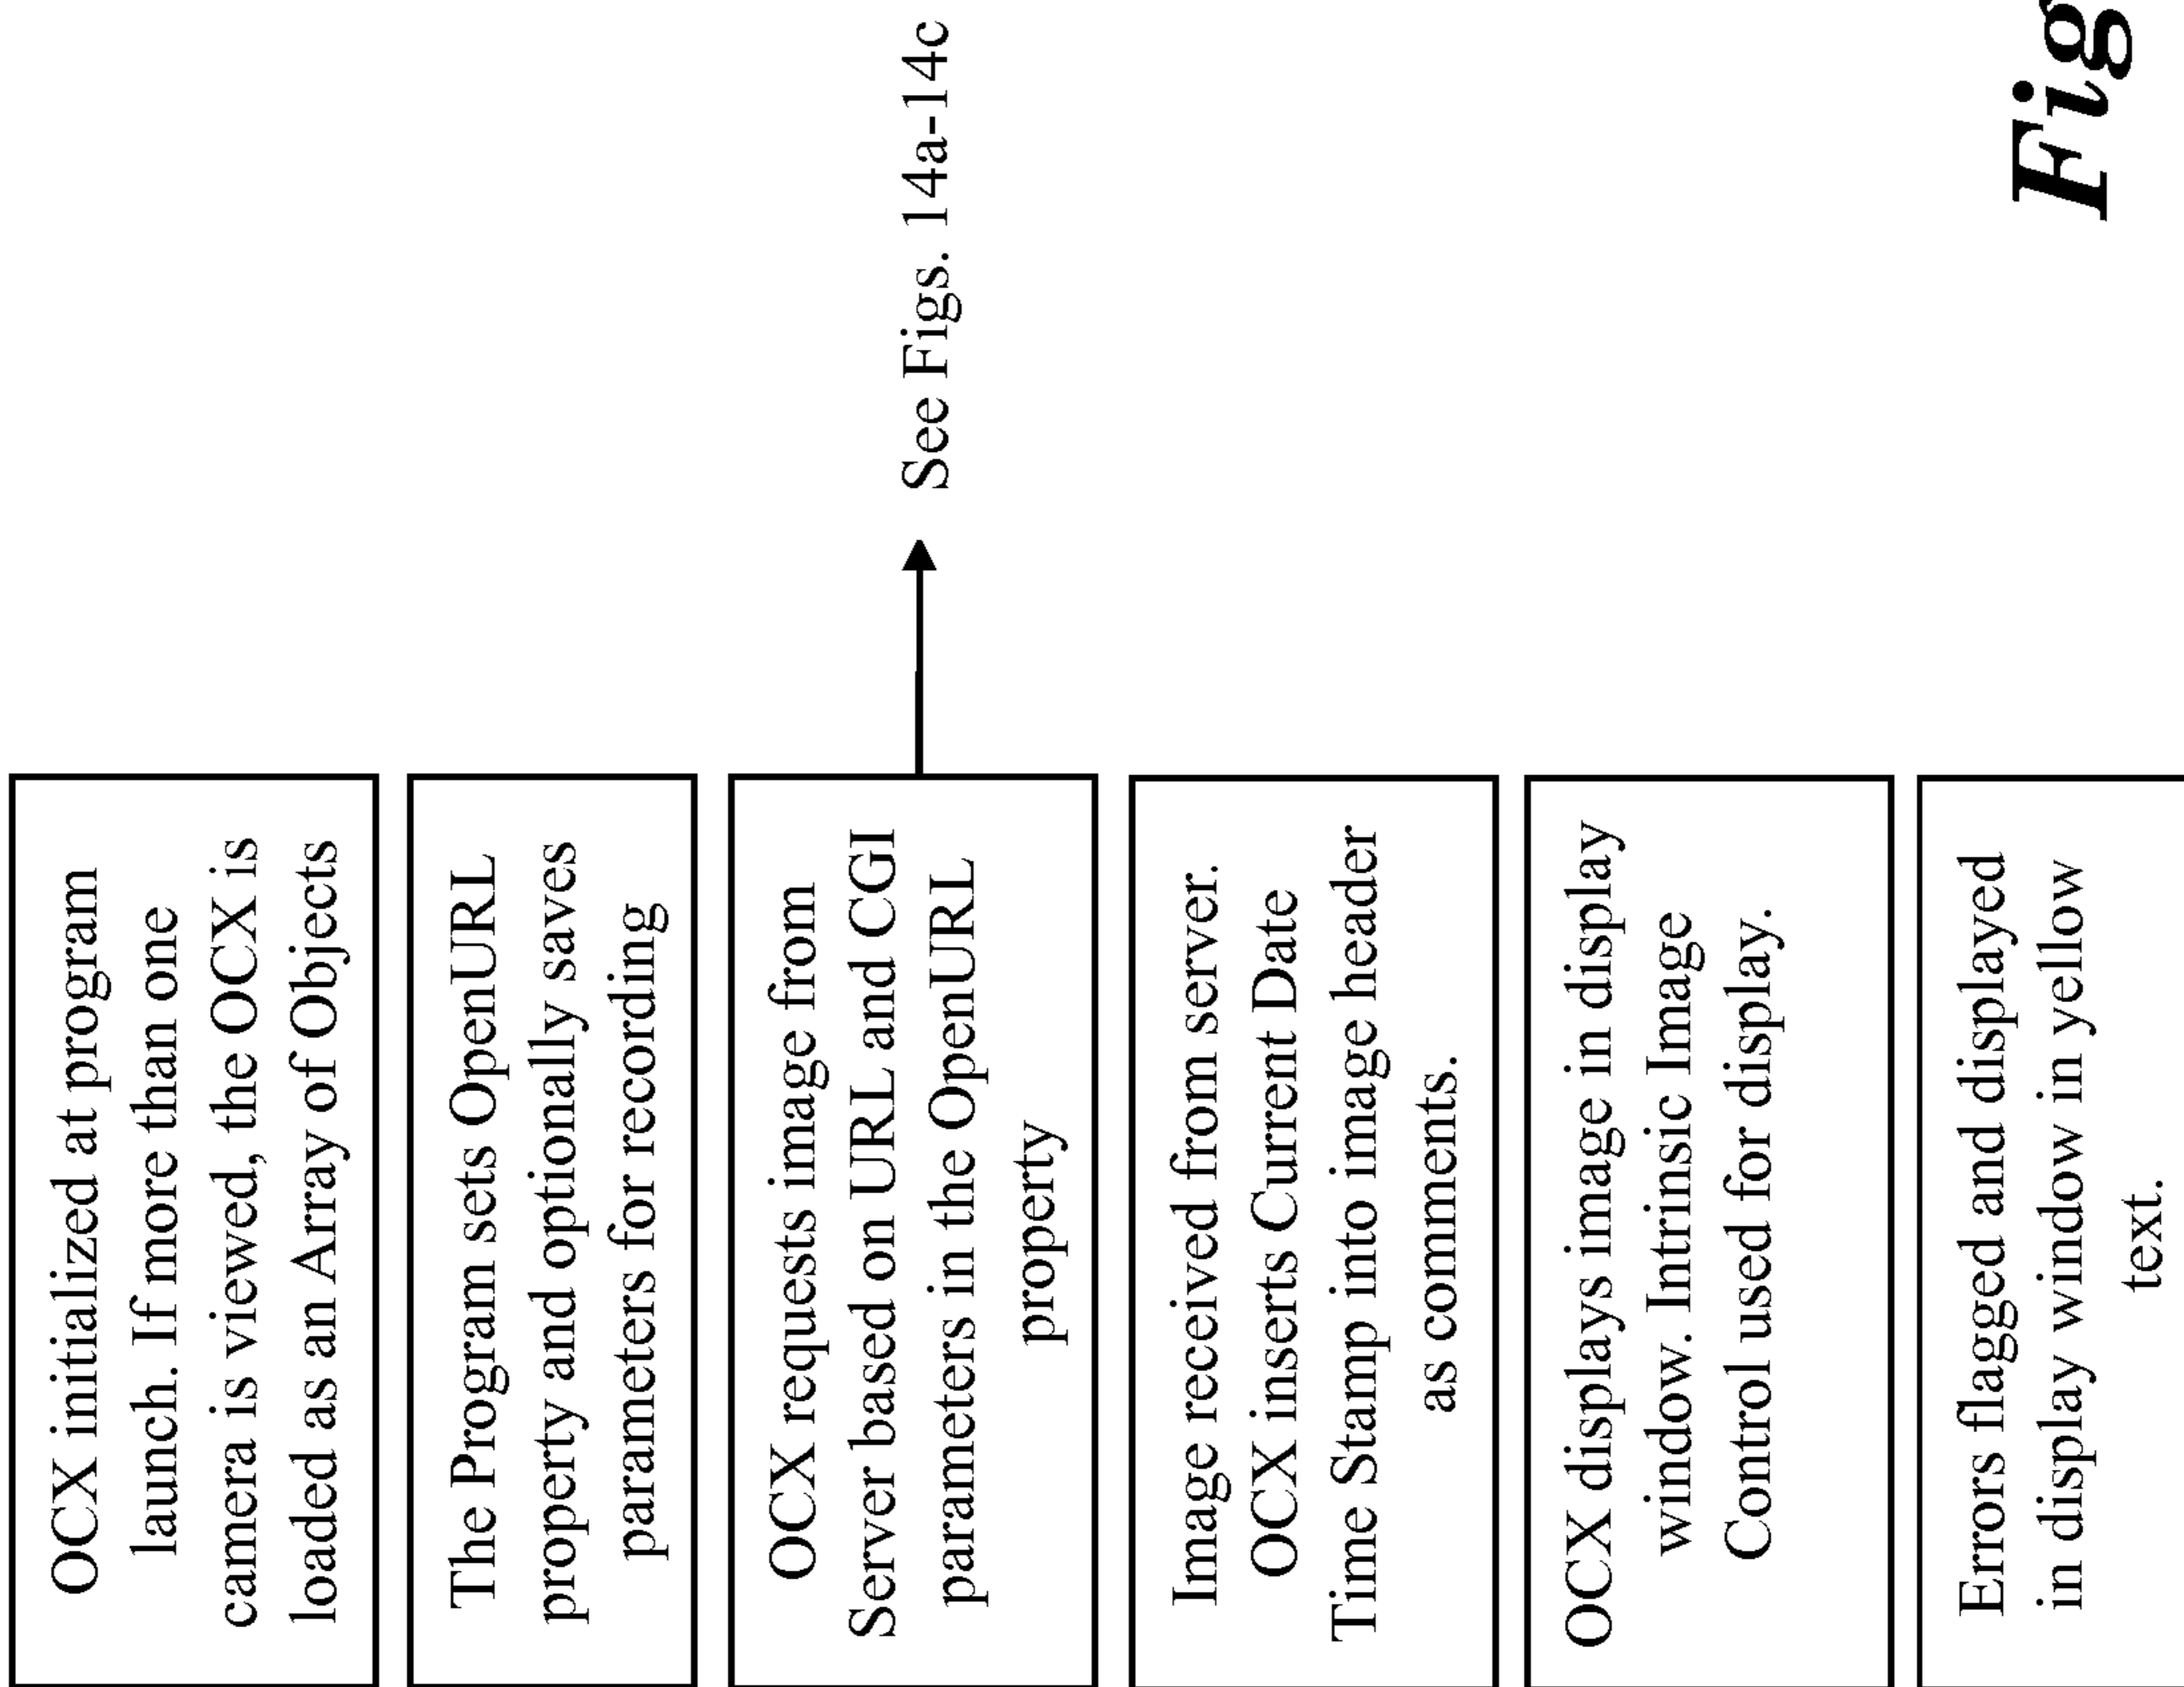 OCX initialized at program
launch. If more than one
camera is viewed, the OCX is
loaded as an Array of Objects
The Program sets OpenURL
property and optionally saves
parameters for recording
OCX requests image from
Server based on URL and CGI
parameters in the OpenURL
property
See Figs. 14a-14c
Image received from server.
OCX inserts Current Date
Time Stamp into image header
as comments.
OCX displays image in display
window. Intrinsic Image
Control used for display.
Errors flagged and displayed
in display window in yellow
text.
Fig